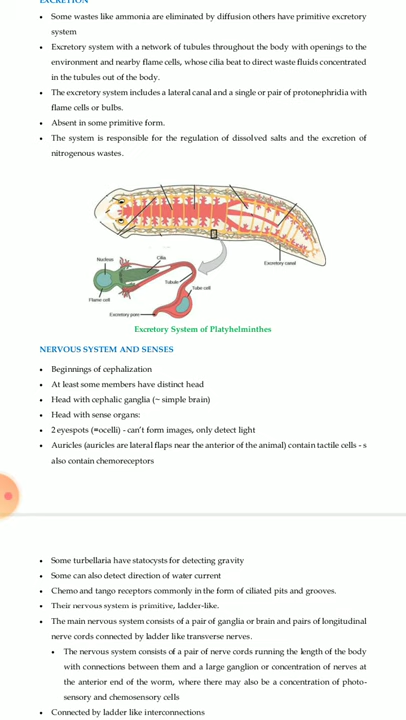 EXCRETION
• Some wastes like ammonia are eliminated by diffusion others have primitive excretory
system
• Excretory system with a network of tubules throughout the body with openings to the
environment and nearby flame cells, whose cilia beat to direct waste fluids concentrated
in the tubules out of the body.
• The excretory system includes a lateral canal and a single or pair of protonephridia with
flame cells or bulbs.
• Absent in some primitive form.
• The system is responsible for the regulation of dissolved salts and the excretion of
nitrogenous wastes.
Nucleus
Cilia
Excretory canal
Tubule
Tube cell
Flame cell
Excretory pore
Excretory System of Platyhelminthes
NERVOUS SYSTEM AND SENSES
• Beginnings of cephalization
• At least some members have distinct head
• Head with cephalic ganglia (~ simple brain)
• Head with sense organs:
• 2 eyespots (=ocelli) - can't form images, only detect light
• Auricles (auricles are lateral flaps near the anterior of the animal) contain tactile cells - s
also contain chemoreceptors
• Some turbellaria have statocysts for detecting gravity
• Some can also detect direction of water current
• Chemo and tango receptors commonly in the form of ciliated pits and grooves.
• Their nervous system is primitive, ladder-like.
• The main nervous system consists of a pair of ganglia or brain and pairs of longitudinal
nerve cords connected by ladder like transverse nerves.
• The nervous system consists of a pair of nerve cords running the length of the body
with connections between them and a large ganglion or concentration of nerves at
the anterior end of the worm, where there may also be a concentration of photo-
sensory and chemosensory cells
• Connected by ladder like interconnections